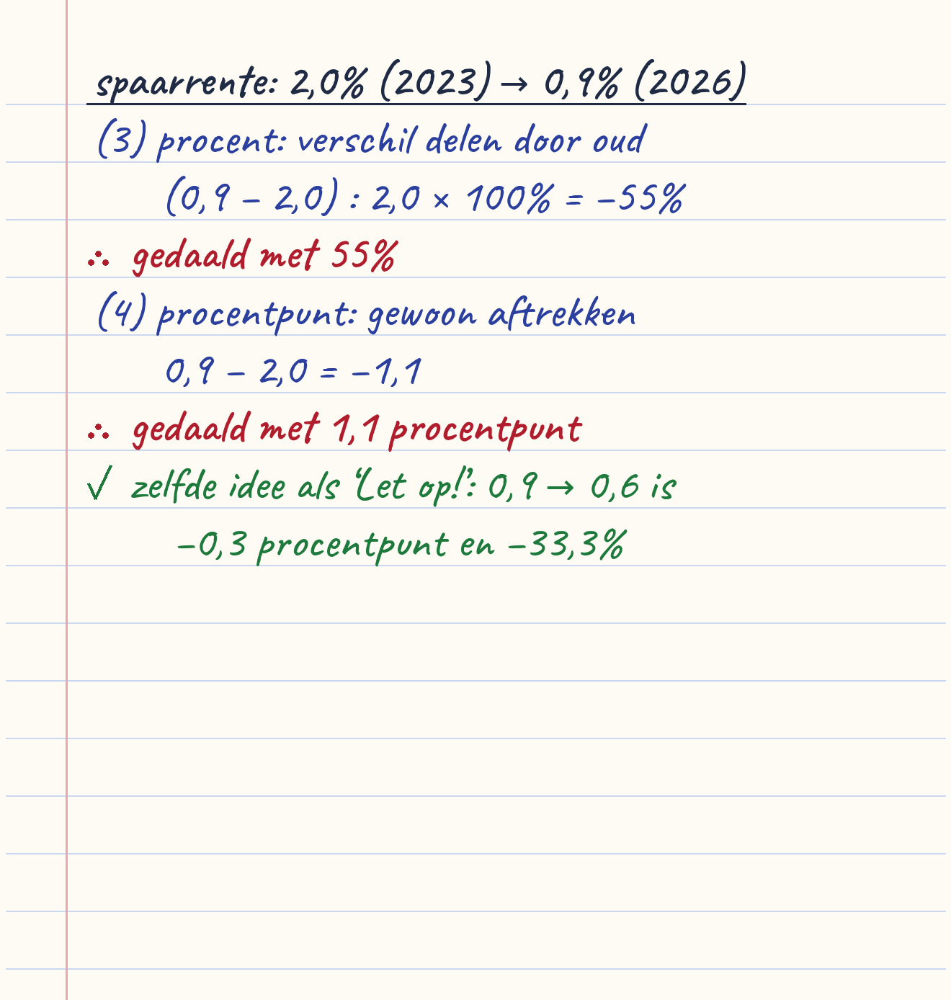 spaarrente: 2,0% (2023) → 0,9% (2026)
(3) procent: verschil delen door oud
(0,9 – 2,0) : 2,0 × 100% = –55%
∴ gedaald met 55%
(4) procentpunt: gewoon aftrekken
0,9 – 2,0 = –1,1
∴ gedaald met 1,1 procentpunt
✓ zelfde idee als ‘Let op!’: 0,9 → 0,6 is
–0,3 procentpunt en –33,3%